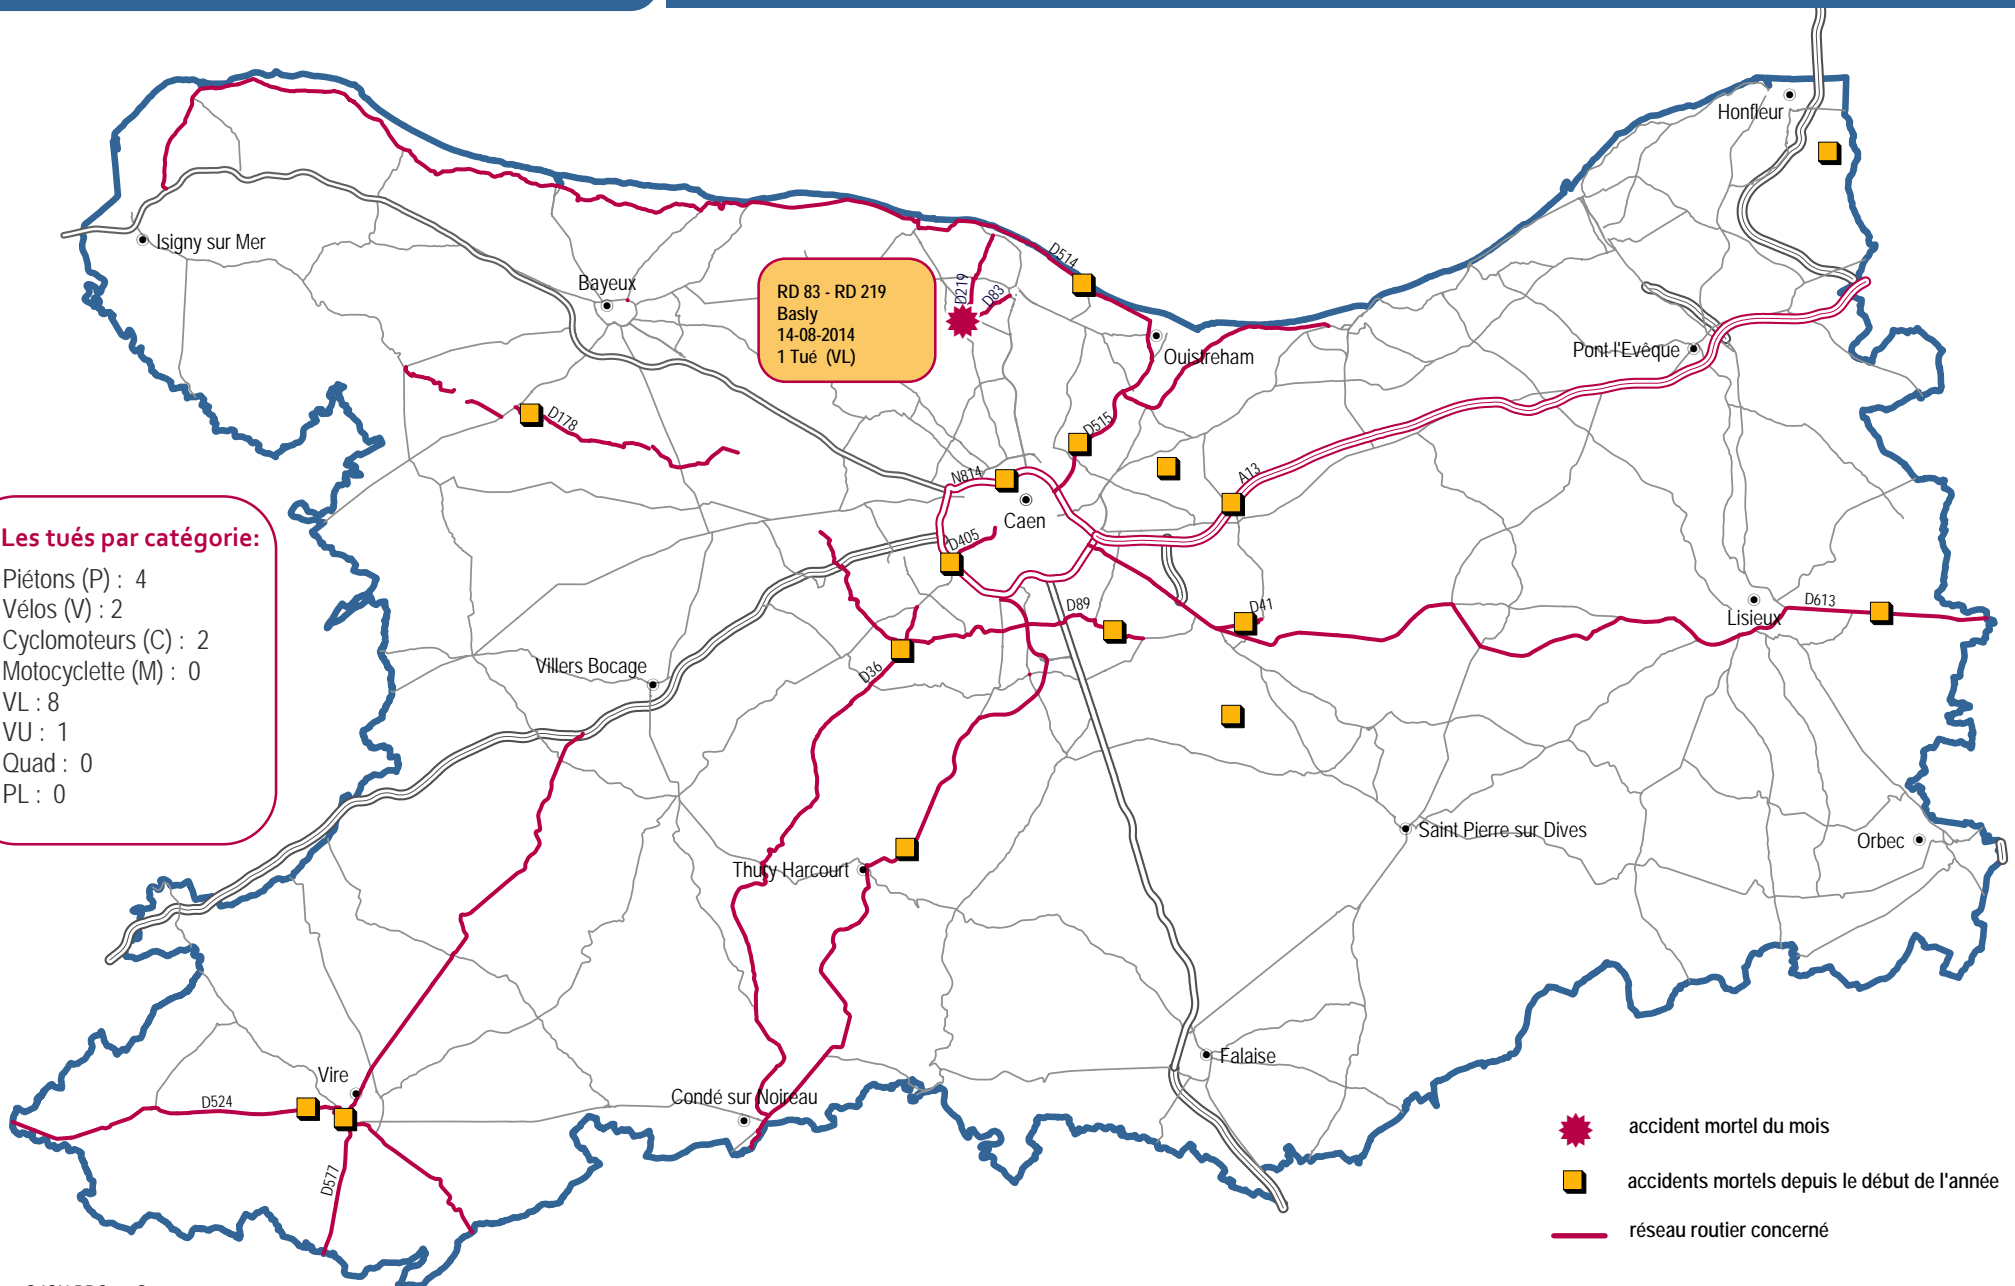 Honfleur
Isigny sur Mer
Bayeux
D514
D219
D83
RD 83 - RD 219
Basly
14-08-2014
1 Tué (VL)
Ouistreham
Pont l'Evêque
D178
D515
N814
A13
Caen
D405
Les tués par catégorie:
Piétons (P) : 4
Vélos (V) : 2
Cyclomoteurs (C) : 2
Motocyclette (M) : 0
VL : 8
VU : 1
Quad : 0
PL : 0
D89
D41
D613
Lisieux
Villers Bocage
D36
Saint Pierre sur Dives
Orbec
Thury Harcourt
Falaise
Vire
D524
Condé sur Noireau
D577
accident mortel du mois
accidents mortels depuis le début de l'année
réseau routier concerné